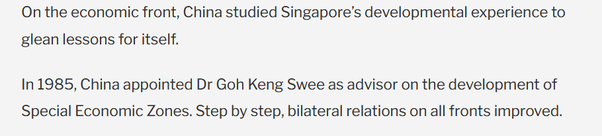 On the economic front, China studied Singapore’s developmental experience to
glean lessons for itself.
In 1985, China appointed Dr Goh Keng Swee as advisor on the development of
Special Economic Zones. Step by step, bilateral relations on all fronts improved.